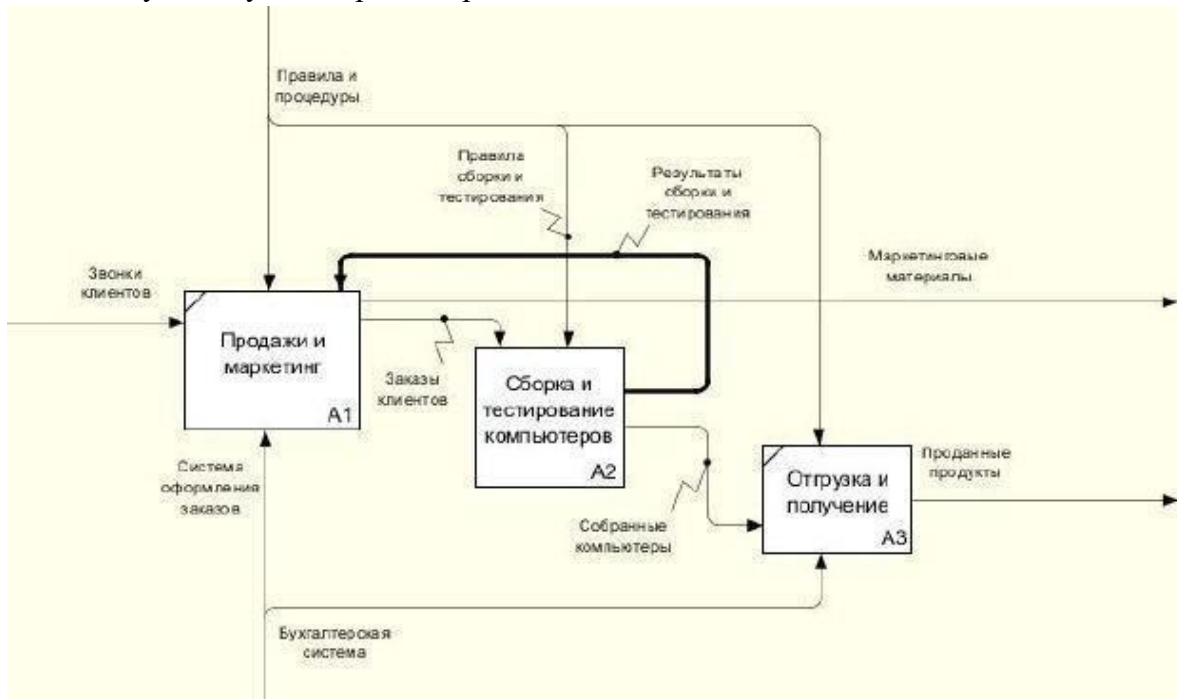 Правила и
процедуры
Правила
сборки и
тестирования
Результаты
сборки и
тестирования
Маркетинговые
материалы
Звонки
клиентов
Продажи и
маркетинг
A1
Заказы
клиентов
Сборка и
тестирование
компьютеров
A2
Система
оформления
заказов
Проданные
продукты
Отгрузка и
получение
A3
Собранные
компьютеры
Бухгалтерская
система